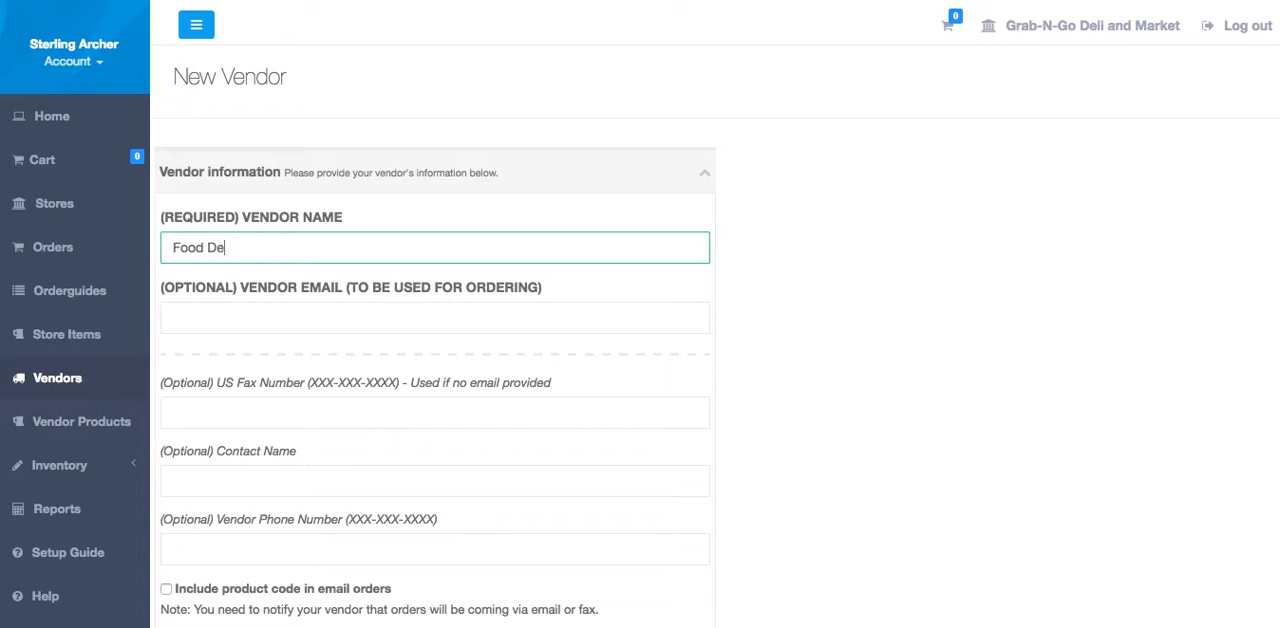 Sterling Archer
Account
0
Grab-N-Go Deli and Market
Log out
New Vendor
Home
Cart
0
Stores
Orders
Orderguides
Store Items
Vendors
Vendor Products
Inventory
Reports
Setup Guide
Help
Vendor information Please provide your vendor's information below.
(REQUIRED) VENDOR NAME
Food De
(OPTIONAL) VENDOR EMAIL (TO BE USED FOR ORDERING)
(Optional) US Fax Number (XXX-XXX-XXXX) - Used if no email provided
(Optional) Contact Name
(Optional) Vendor Phone Number (XXX-XXX-XXXX)
Include product code in email orders
Note: You need to notify your vendor that orders will be coming via email or fax.